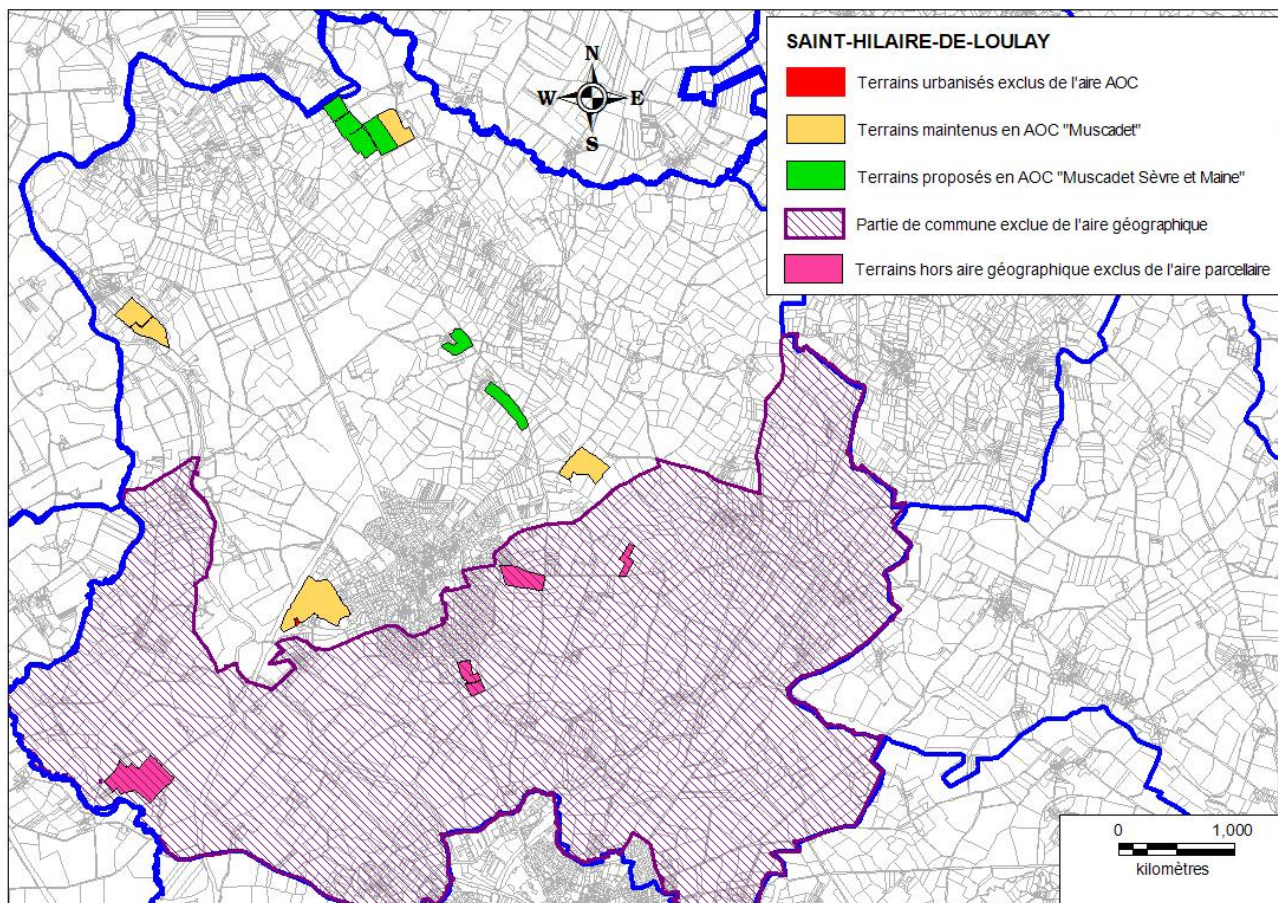 SAINT-HILAIRE-DE-LOULAY
Terrains urbanisés exclus de l'aire AOC
Terrains maintenus en AOC "Muscadet"
Terrains proposés en AOC "Muscadet Sèvre et Maine"
Partie de commune exclue de l'aire géographique
Terrains hors aire géographique exclus de l'aire parcellaire
N
W E
S
0 1,000
kilomètres